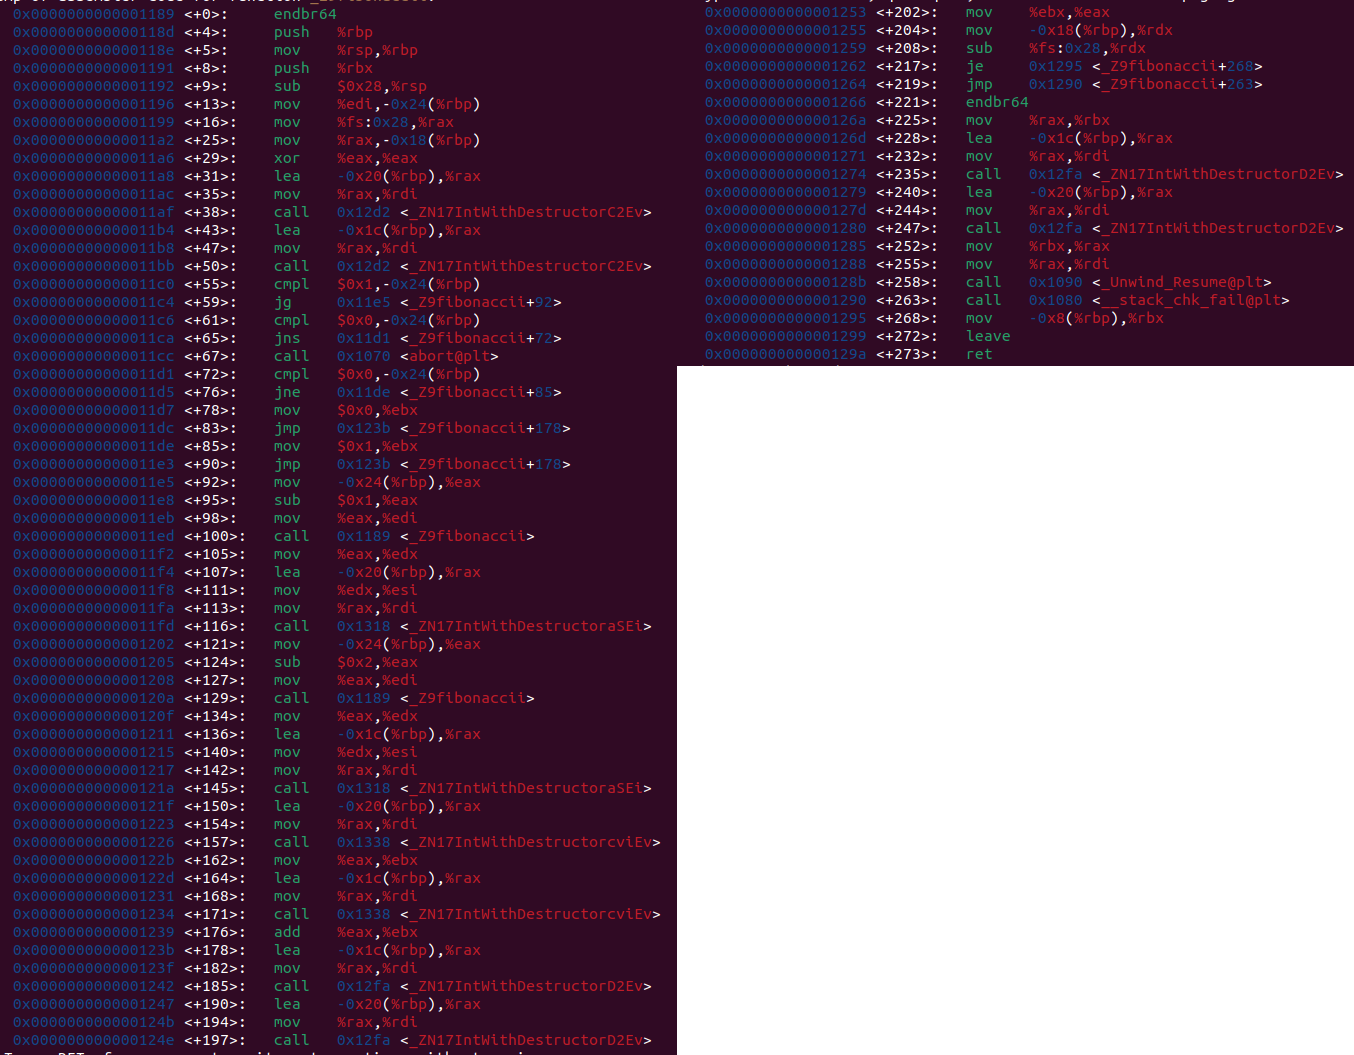 0x0000000000001189 <+0>: endbr64
0x000000000000118d <+4>: push %rbp
0x000000000000118e <+5>: mov %rsp,%rbp
0x0000000000001191 <+8>: push %rbx
0x0000000000001192 <+9>: sub $0x28,%rsp
0x0000000000001196 <+13>: mov %edi,-0x24(%rbp)
0x0000000000001199 <+16>: mov %fs:0x28,%rax
0x00000000000011a2 <+25>: mov %rax,-0x18(%rbp)
0x00000000000011a6 <+29>: xor %eax,%eax
0x00000000000011a8 <+31>: lea -0x20(%rbp),%rax
0x00000000000011ac <+35>: mov %rax,%rdi
0x00000000000011af <+38>: call 0x12d2 <_ZN17IntWithDestructorC2Ev>
0x00000000000011b4 <+43>: lea -0x1c(%rbp),%rax
0x00000000000011b8 <+47>: mov %rax,%rdi
0x00000000000011bb <+50>: call 0x12d2 <_ZN17IntWithDestructorC2Ev>
0x00000000000011c0 <+55>: cmpl $0x1,-0x24(%rbp)
0x00000000000011c4 <+59>: jg 0x11e5 <_Z9fibonaccii+92>
0x00000000000011c6 <+61>: cmpl $0x0,-0x24(%rbp)
0x00000000000011ca <+65>: jns 0x11d1 <_Z9fibonaccii+72>
0x00000000000011cc <+67>: call 0x1070 <abort@plt>
0x00000000000011d1 <+72>: cmpl $0x0,-0x24(%rbp)
0x00000000000011d5 <+76>: jne 0x11de <_Z9fibonaccii+85>
0x00000000000011d7 <+78>: mov $0x0,%ebx
0x00000000000011dc <+83>: jmp 0x123b <_Z9fibonaccii+178>
0x00000000000011de <+85>: mov $0x1,%ebx
0x00000000000011e3 <+90>: jmp 0x123b <_Z9fibonaccii+178>
0x00000000000011e5 <+92>: mov -0x24(%rbp),%eax
0x00000000000011e8 <+95>: sub $0x1,%eax
0x00000000000011eb <+98>: mov %eax,%edi
0x00000000000011ed <+100>: call 0x1189 <_Z9fibonaccii>
0x00000000000011f2 <+105>: mov %eax,%edx
0x00000000000011f4 <+107>: lea -0x20(%rbp),%rax
0x00000000000011f8 <+111>: mov %edx,%esi
0x00000000000011fa <+113>: mov %rax,%rdi
0x00000000000011fd <+116>: call 0x1318 <_ZN17IntWithDestructoraSEi>
0x0000000000001202 <+121>: mov -0x24(%rbp),%eax
0x0000000000001205 <+124>: sub $0x2,%eax
0x0000000000001208 <+127>: mov %eax,%edi
0x000000000000120a <+129>: call 0x1189 <_Z9fibonaccii>
0x000000000000120f <+134>: mov %eax,%edx
0x0000000000001211 <+136>: lea -0x1c(%rbp),%rax
0x0000000000001215 <+140>: mov %edx,%esi
0x0000000000001217 <+142>: mov %rax,%rdi
0x000000000000121a <+145>: call 0x1318 <_ZN17IntWithDestructoraSEi>
0x000000000000121f <+150>: lea -0x20(%rbp),%rax
0x0000000000001223 <+154>: mov %rax,%rdi
0x0000000000001226 <+157>: call 0x1338 <_ZN17IntWithDestructorcviEv>
0x000000000000122b <+162>: mov %eax,%ebx
0x000000000000122d <+164>: lea -0x1c(%rbp),%rax
0x0000000000001231 <+168>: mov %rax,%rdi
0x0000000000001234 <+171>: call 0x1338 <_ZN17IntWithDestructorcviEv>
0x0000000000001239 <+176>: add %eax,%ebx
0x000000000000123b <+178>: lea -0x1c(%rbp),%rax
0x000000000000123f <+182>: mov %rax,%rdi
0x0000000000001242 <+185>: call 0x12fa <_ZN17IntWithDestructorD2Ev>
0x0000000000001247 <+190>: lea -0x20(%rbp),%rax
0x000000000000124b <+194>: mov %rax,%rdi
0x000000000000124e <+197>: call 0x12fa <_ZN17IntWithDestructorD2Ev>
0x0000000000001253 <+202>: mov %ebx,%eax
0x0000000000001255 <+204>: mov -0x18(%rbp),%rdx
0x0000000000001259 <+208>: sub %fs:0x28,%rdx
0x0000000000001262 <+217>: je 0x1295 <_Z9fibonaccii+268>
0x0000000000001264 <+219>: jmp 0x1290 <_Z9fibonaccii+263>
0x0000000000001266 <+221>: endbr64
0x000000000000126a <+225>: mov %rax,%rbx
0x000000000000126d <+228>: lea -0x1c(%rbp),%rax
0x0000000000001271 <+232>: mov %rax,%rdi
0x0000000000001274 <+235>: call 0x12fa <_ZN17IntWithDestructorD2Ev>
0x0000000000001279 <+240>: lea -0x20(%rbp),%rax
0x000000000000127d <+244>: mov %rax,%rdi
0x0000000000001280 <+247>: call 0x12fa <_ZN17IntWithDestructorD2Ev>
0x0000000000001285 <+252>: mov %rbx,%rax
0x0000000000001288 <+255>: mov %rax,%rdi
0x000000000000128b <+258>: call 0x1090 <_Unwind_Resume@plt>
0x0000000000001290 <+263>: call 0x1080 <__stack_chk_fail@plt>
0x0000000000001295 <+268>: mov -0x8(%rbp),%rbx
0x0000000000001299 <+272>: leave
0x000000000000129a <+273>: ret